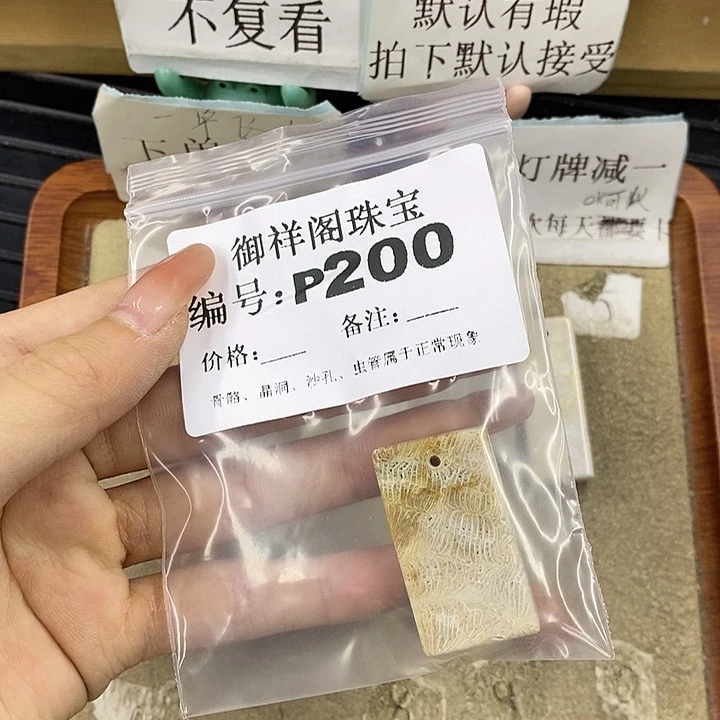 不复看
默认有瑕
拍下默认接受
灯牌减一
御祥阁珠宝
编号:P200
备注:
价格:
骨骼、晶洞、沙孔、虫管属于正常现象